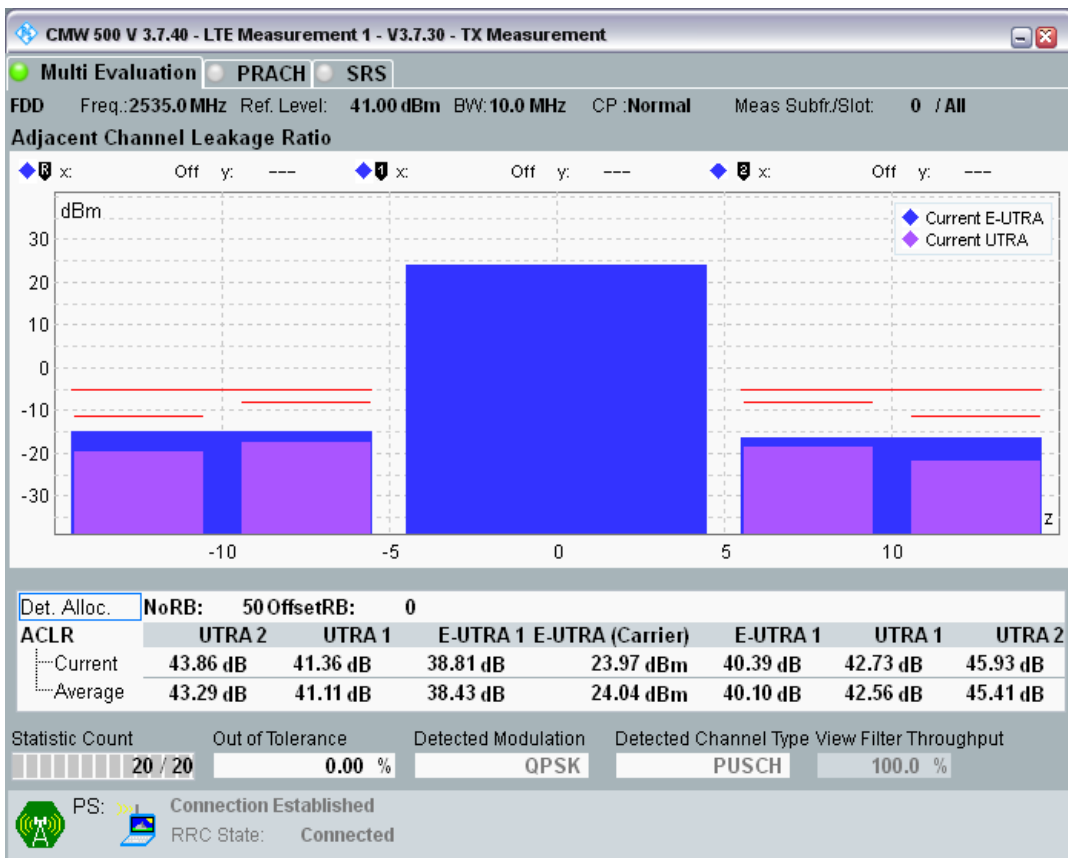 CMW 500 V 3.7.40 - LTE Measurement 1 - V3.7.30 - TX Measurement
Multi Evaluation PRACH SRS
FDD Freq.:2535.0 MHz Ref. Level: 41.00 dBm BW:10.0 MHz CP :Normal Meas Subfr./Slot: 0 / All
Adjacent Channel Leakage Ratio
R x: Off y: --- 1 x: Off y: --- 2 x: Off y: ---
dBm
Current E-UTRA
Current UTRA
30
20
10
0
-10
-20
-30
z
-10 -5 0 5 10
Det. Alloc. NoRB: 50 OffsetRB: 0
ACLR UTRA 2 UTRA 1 E-UTRA 1 E-UTRA (Carrier) E-UTRA 1 UTRA 1 UTRA 2
Current 43.86 dB 41.36 dB 38.81 dB 23.97 dBm 40.39 dB 42.73 dB 45.93 dB
Average 43.29 dB 41.11 dB 38.43 dB 24.04 dBm 40.10 dB 42.56 dB 45.41 dB
Statistic Count Out of Tolerance Detected Modulation Detected Channel Type View Filter Throughput
20 / 20 0.00 % QPSK PUSCH 100.0 %
PS: Connection Established
RRC State: Connected